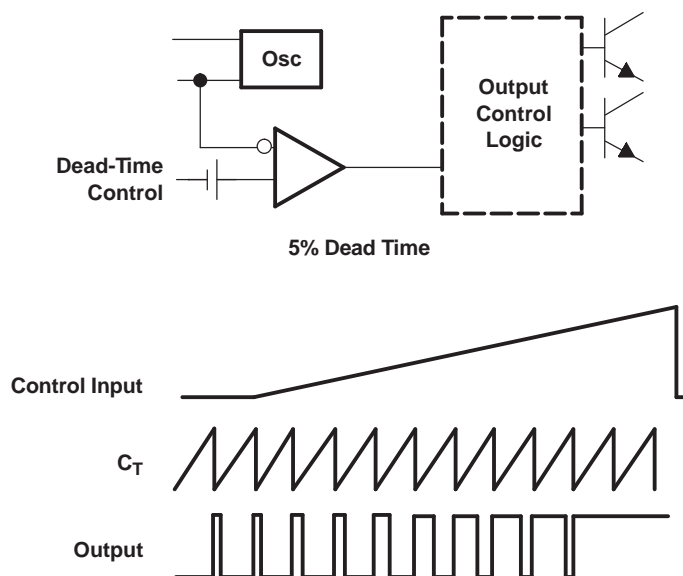 Osc
Output
Control
Logic
Dead-Time
Control
5% Dead Time
Control Input
CT
Output